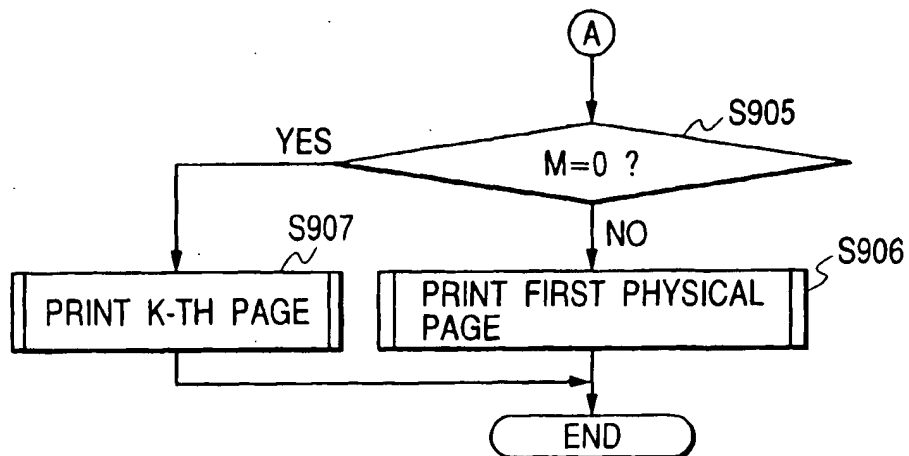 A
S905
YES
M=0 ?
S907
NO
S906
PRINT K-TH PAGE
PRINT FIRST PHYSICAL
PAGE
END